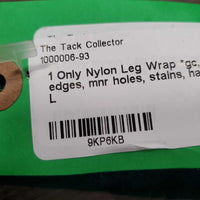 The Tack Collector
1000006-93
1 Only Nylon Leg Wrap *gc,
edges, mnr holes, stains, ha
L
9KP6KB